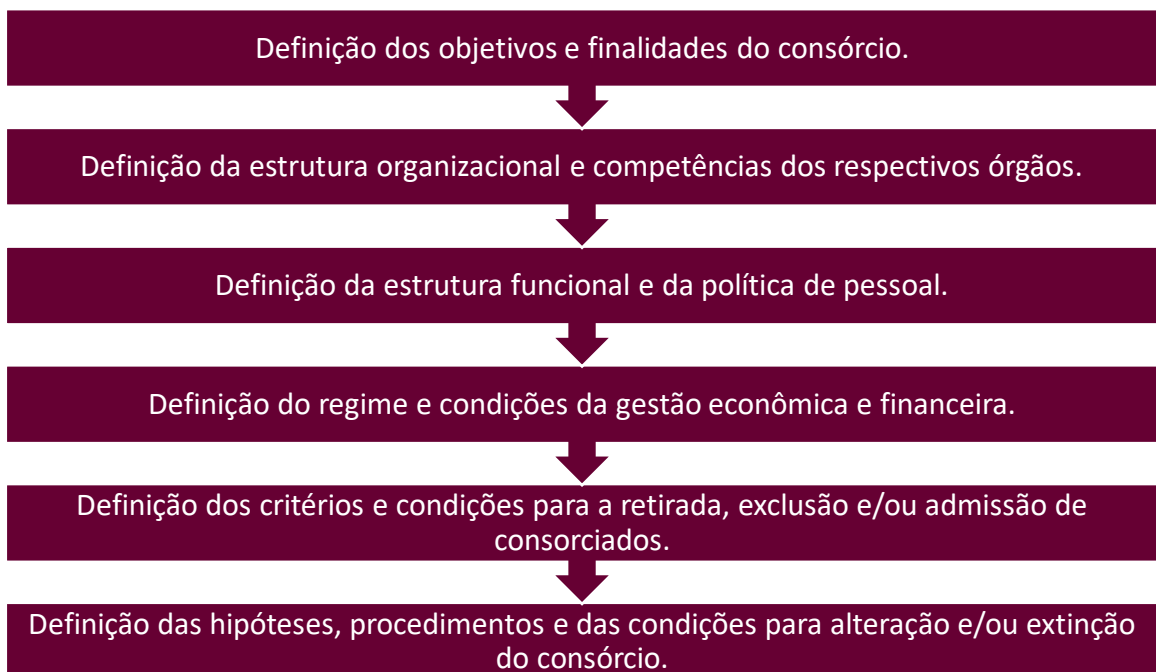 Definição dos objetivos e finalidades do consórcio.
Definição da estrutura organizacional e competências dos respectivos órgãos.
Definição da estrutura funcional e da política de pessoal.
Definição do regime e condições da gestão econômica e financeira.
Definição dos critérios e condições para a retirada, exclusão e/ou admissão de
consorciados.
Definição das hipóteses, procedimentos e das condições para alteração e/ou extinção
do consórcio.